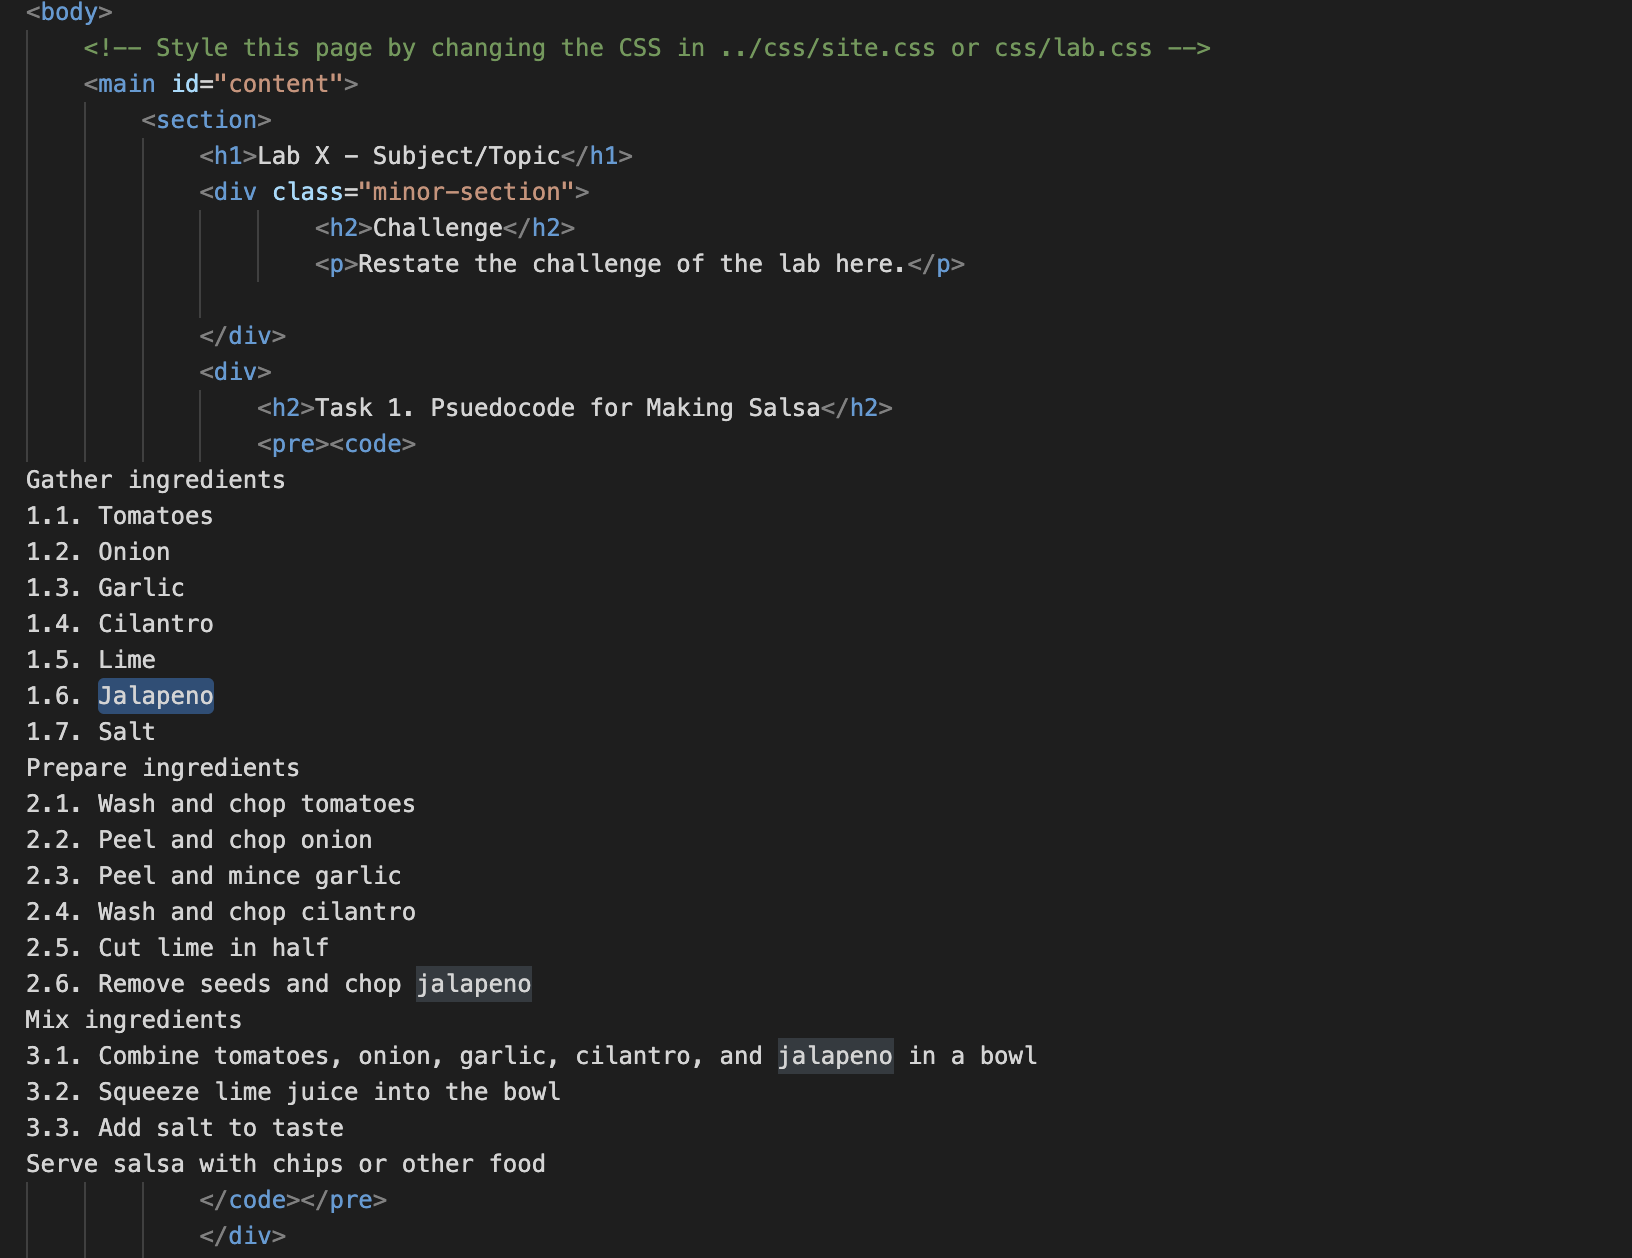 <body>
<!-- Style this page by changing the CSS in ../css/site.css or css/lab.css -->
<main id="content">
<section>
<h1>Lab X - Subject/Topic</h1>
<div class="minor-section">
<h2>Challenge</h2>
<p>Restate the challenge of the lab here.</p>
</div>
<div>
<h2>Task 1. Psuedocode for Making Salsa</h2>
<pre><code>
Gather ingredients
1.1. Tomatoes
1.2. Onion
1.3. Garlic
1.4. Cilantro
1.5. Lime
1.6. Jalapeno
1.7. Salt
Prepare ingredients
2.1. Wash and chop tomatoes
2.2. Peel and chop onion
2.3. Peel and mince garlic
2.4. Wash and chop cilantro
2.5. Cut lime in half
2.6. Remove seeds and chop jalapeno
Mix ingredients
3.1. Combine tomatoes, onion, garlic, cilantro, and jalapeno in a bowl
3.2. Squeeze lime juice into the bowl
3.3. Add salt to taste
Serve salsa with chips or other food
</code></pre>
</div>